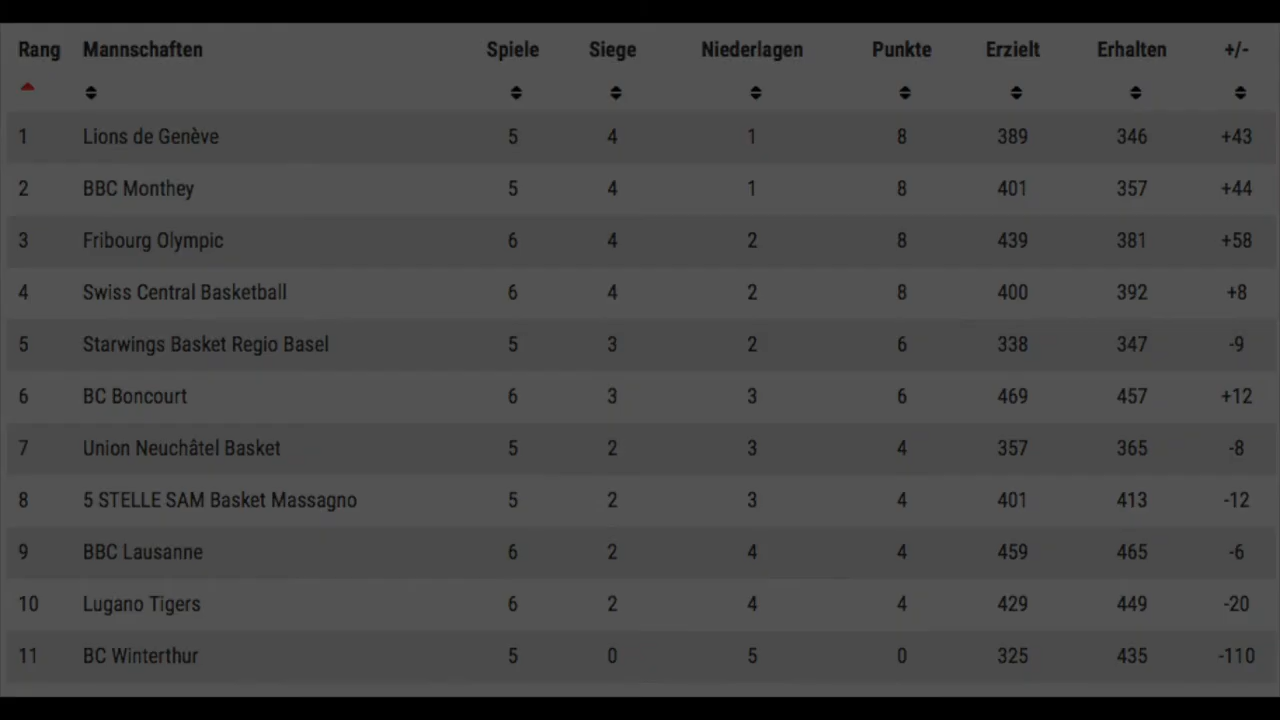 Rang Mannschaften Spiele Siege Niederlagen Punkte Erzielt Erhalten +/-
1 Lions de Genève 5 4 1 8 389 346 +43
2 BBC Monthey 5 4 1 8 401 357 +44
3 Fribourg Olympic 6 4 2 8 439 381 +58
4 Swiss Central Basketball 6 4 2 8 400 392 +8
5 Starwings Basket Regio Basel 5 3 2 6 338 347 -9
6 BC Boncourt 6 3 3 6 469 457 +12
7 Union Neuchâtel Basket 5 2 3 4 357 365 -8
8 5 STELLE SAM Basket Massagno 5 2 3 4 401 413 -12
9 BBC Lausanne 6 2 4 4 459 465 -6
10 Lugano Tigers 6 2 4 4 429 449 -20
11 BC Winterthur 5 0 5 0 325 435 -110